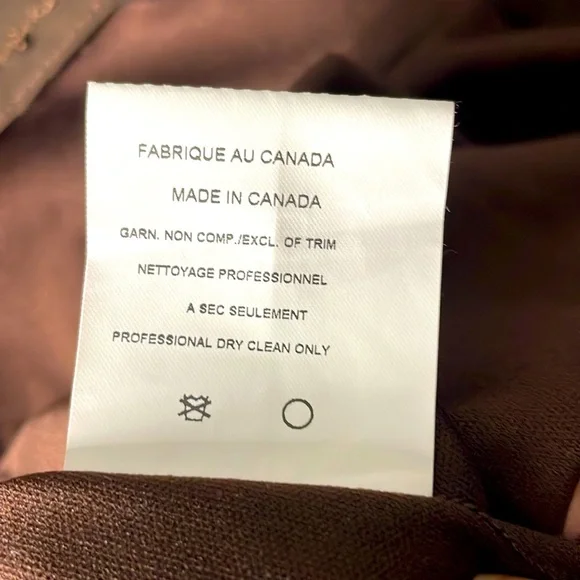 FABRIQUE AU CANADA
MADE IN CANADA
GARN. NON COMP./EXCL. OF TRIM
NETTOYAGE PROFESSIONNEL
A SEC SEULEMENT
PROFESSIONAL DRY CLEAN ONLY